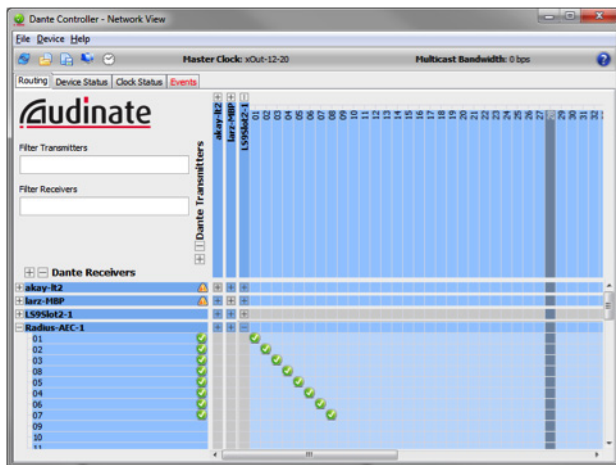 Dante Controller - Network View
File Device Help
Master Clock: xOut-12-20
Multicast Bandwidth: 0 bps
Routing
Device Status
Clock Status
Events
Audinate
Filter Transmitters
Filter Receivers
Dante Transmitters
akay-lt2
larz-MBP
LS9Slot2-1
01 02 03 04 05 06 07 08 09 10 11 12 13 14 15 16 17 18 19 20 21 22 23 24 25 26 27 28 29 30 31 32
Dante Receivers
akay-lt2
larz-MBP
LS9Slot2-1
Radius-AEC-1
01
02
03
08
05
04
06
07
09
10
11